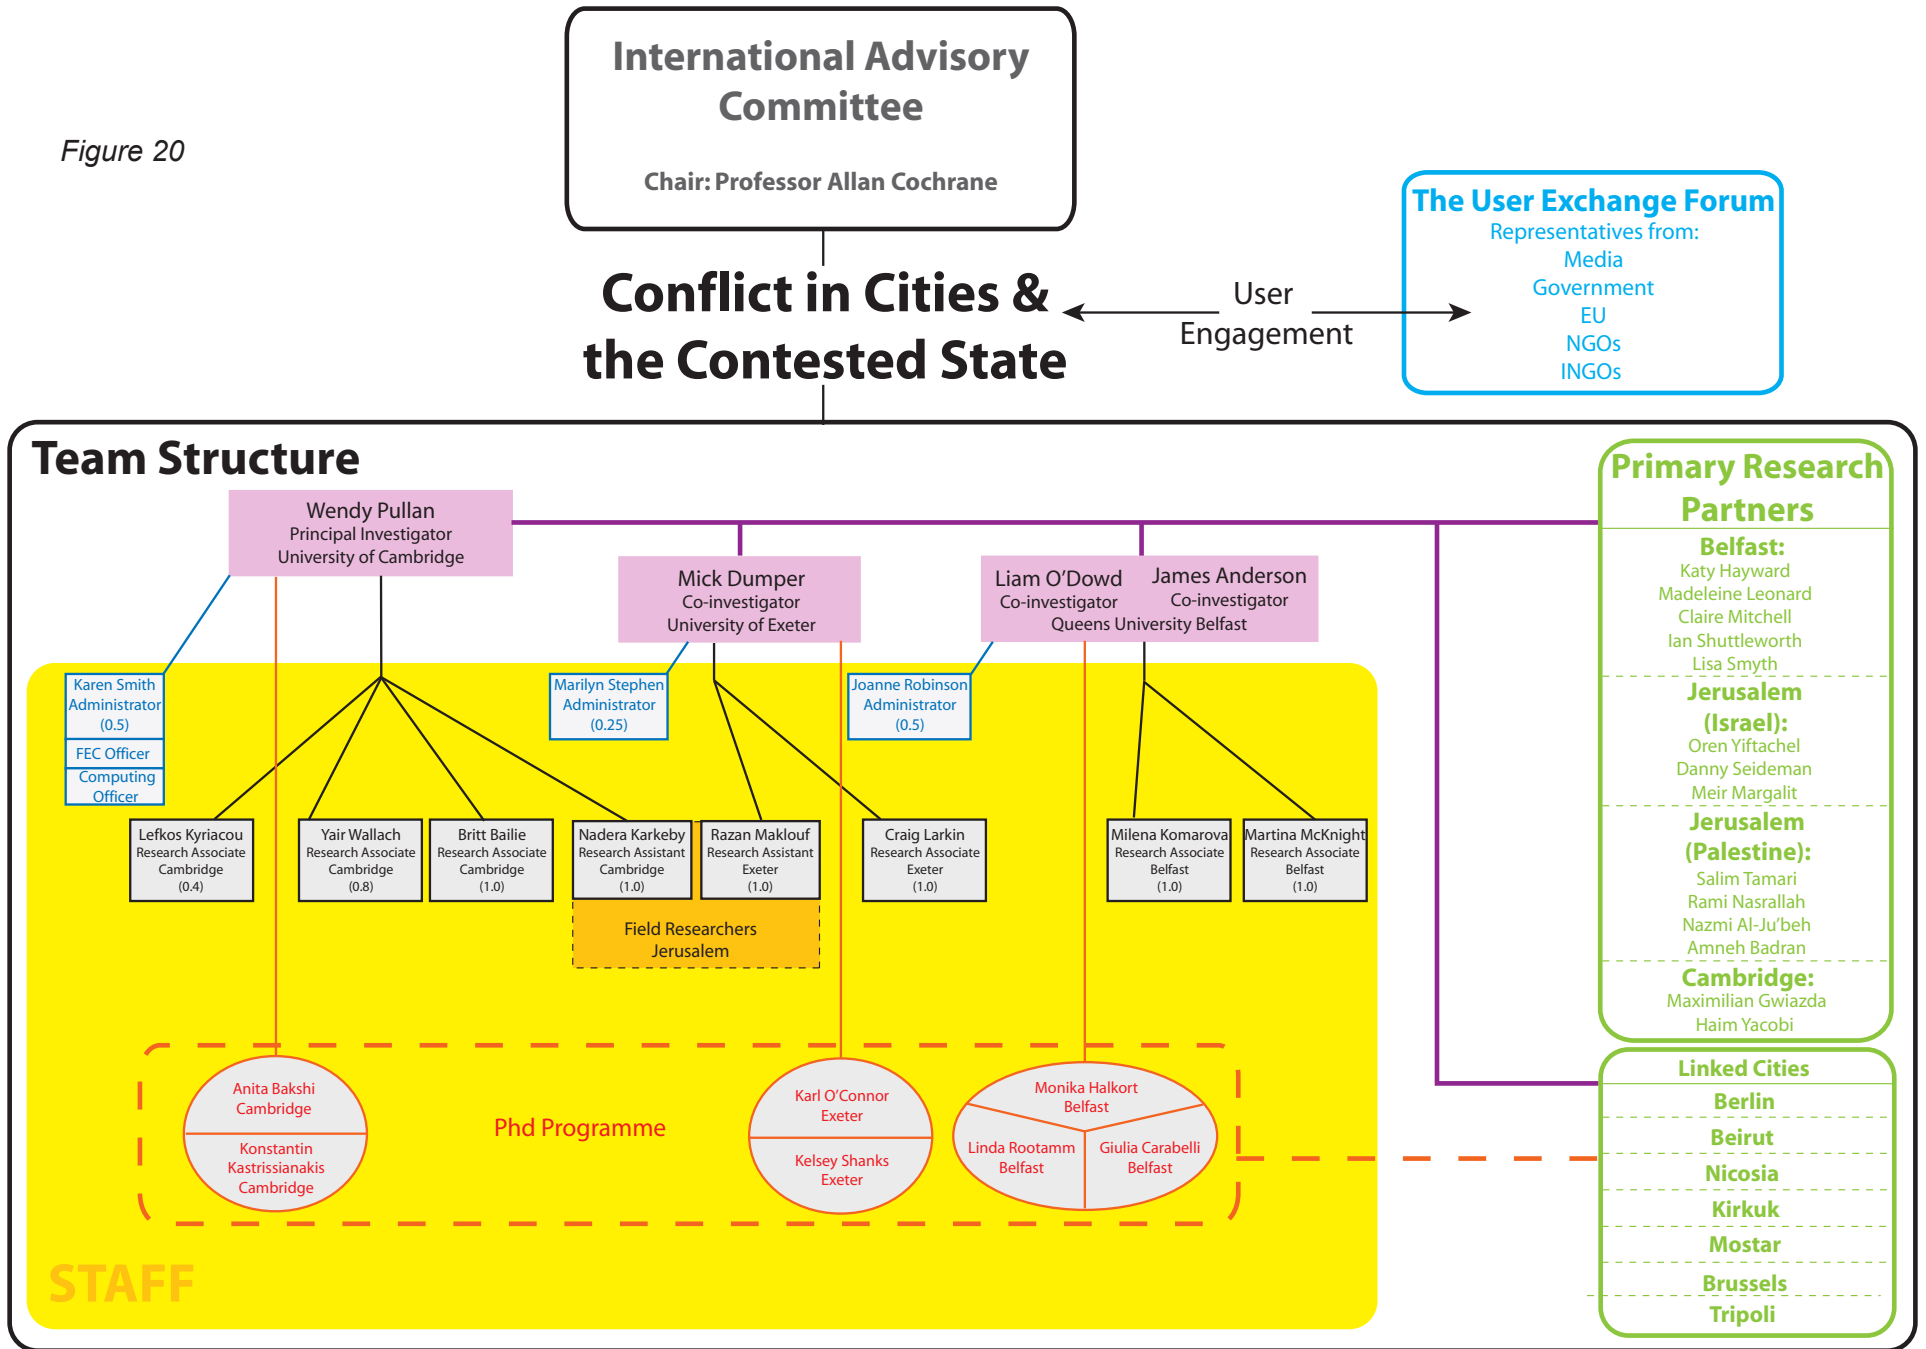 Figure 20
International Advisory
Committee
Chair: Professor Allan Cochrane
The User Exchange Forum
Representatives from:
Media
Government
EU
NGOs
INGOs
Conflict in Cities &
the Contested State
User
Engagement
Team Structure
Wendy Pullan
Principal Investigator
University of Cambridge
Mick Dumper
Co-investigator
University of Exeter
Liam O'Dowd
Co-investigator
James Anderson
Co-investigator
Queens University Belfast
Karen Smith
Administrator
(0.5)
FEC Officer
Computing
Officer
Marilyn Stephen
Administrator
(0.25)
Joanne Robinson
Administrator
(0.5)
Lefkos Kyriacou
Research Associate
Cambridge
(0.4)
Yair Wallach
Research Associate
Cambridge
(0.8)
Britt Bailie
Research Associate
Cambridge
(1.0)
Nadera Karkeby
Research Assistant
Cambridge
(1.0)
Razan Maklouf
Research Assistant
Exeter
(1.0)
Craig Larkin
Research Associate
Exeter
(1.0)
Milena Komarova
Research Associate
Belfast
(1.0)
Martina McKnight
Research Associate
Belfast
(1.0)
Field Researchers
Jerusalem
Anita Bakshi
Cambridge
Konstantin
Kastrissianakis
Cambridge
Phd Programme
Karl O'Connor
Exeter
Kelsey Shanks
Exeter
Monika Halkort
Belfast
Linda Rootamm
Belfast
Giulia Carabelli
Belfast
STAFF
Primary Research
Partners
Belfast:
Katy Hayward
Madeleine Leonard
Claire Mitchell
Ian Shuttleworth
Lisa Smyth
Jerusalem
(Israel):
Oren Yiftachel
Danny Seideman
Meir Margalit
Jerusalem
(Palestine):
Salim Tamari
Rami Nasrallah
Nazmi Al-Ju'beh
Amneh Badran
Cambridge:
Maximilian Gwiazda
Haim Yacobi
Linked Cities
Berlin
Beirut
Nicosia
Kirkuk
Mostar
Brussels
Tripoli